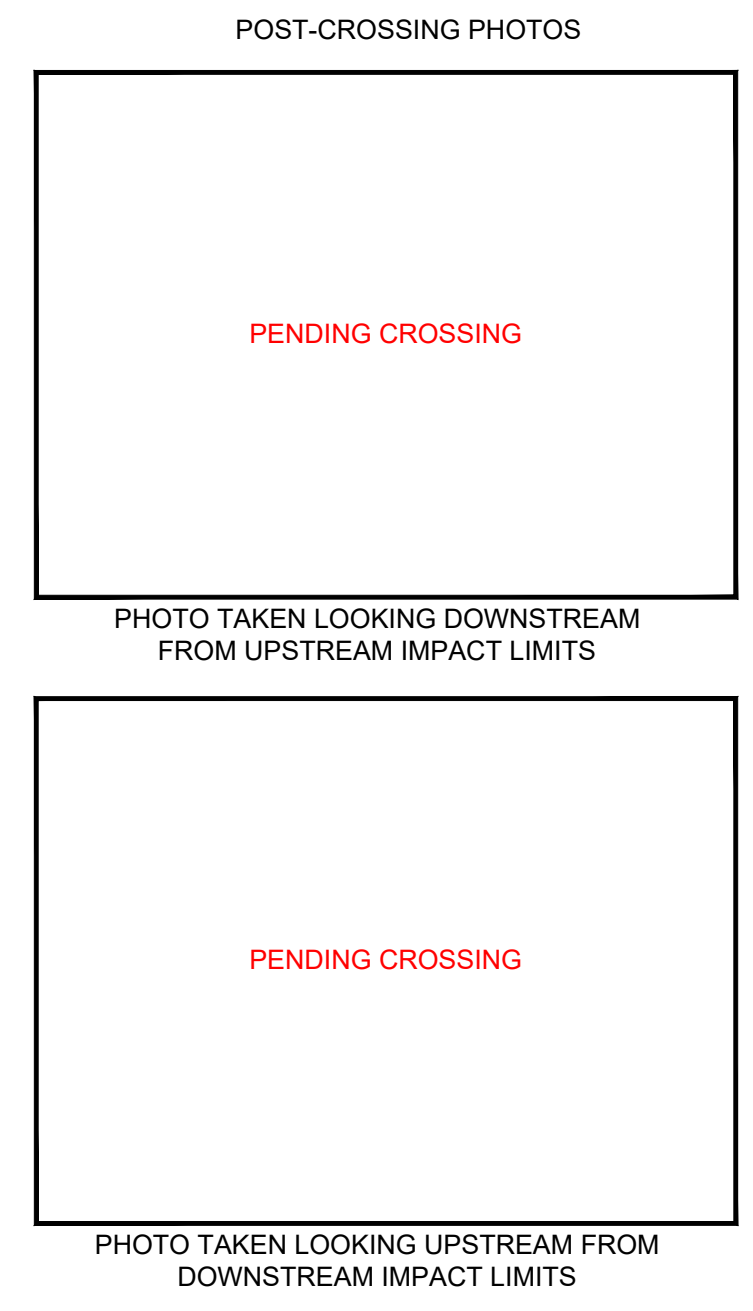 POST-CROSSING PHOTOS
PENDING CROSSING
PHOTO TAKEN LOOKING DOWNSTREAM
FROM UPSTREAM IMPACT LIMITS
PENDING CROSSING
PHOTO TAKEN LOOKING UPSTREAM FROM
DOWNSTREAM IMPACT LIMITS